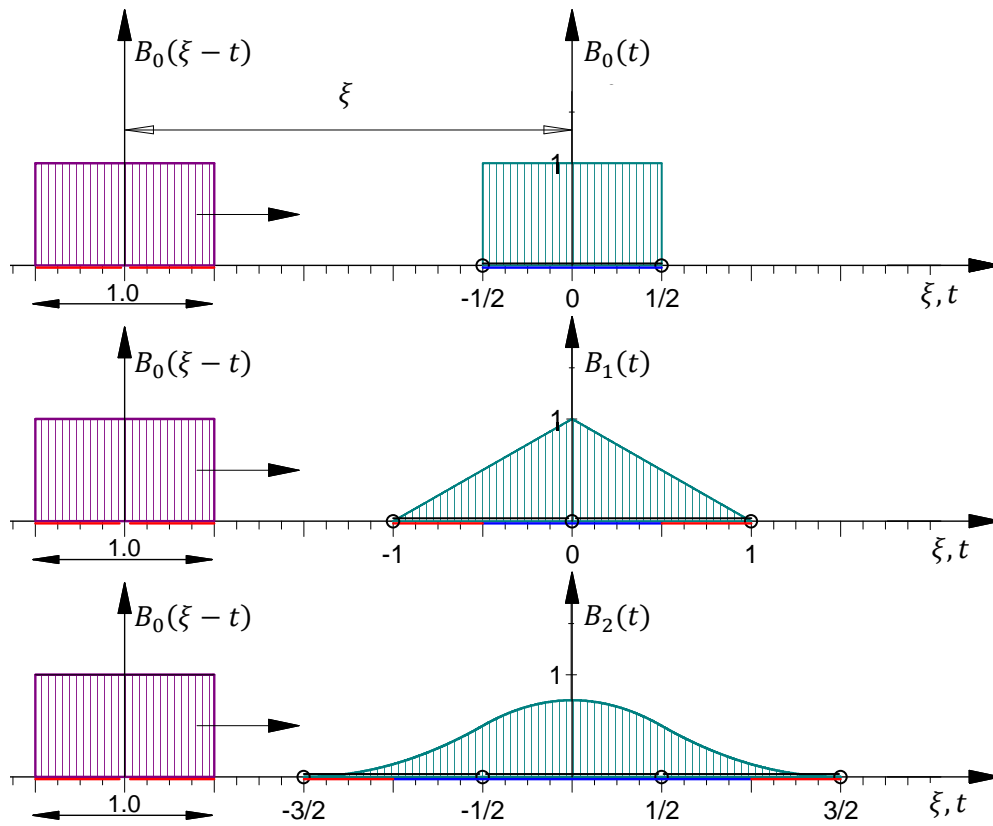 B₀(ξ − t) B₀(t)
ξ
1
1.0 -1/2 0 1/2 ξ, t
B₀(ξ − t) B₁(t)
1
1.0 -1 0 1 ξ, t
B₀(ξ − t) B₂(t)
1
1.0 -3/2 -1/2 1/2 3/2 ξ, t